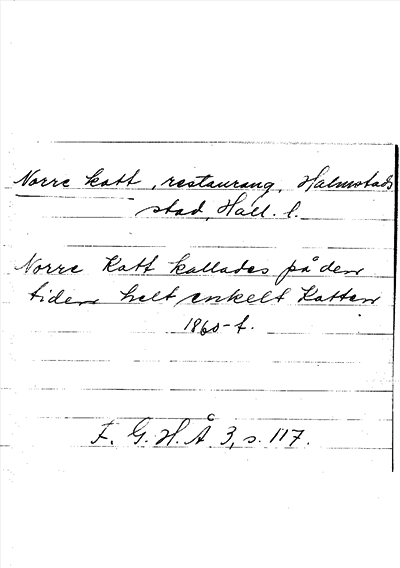 Norre katt, restaurang, Halmstads
stad, Hall. l.
Norre Katt kallades på den
tiden helt enkelt Katten
1860-t.
F. G. H. Å 3, s. 117.